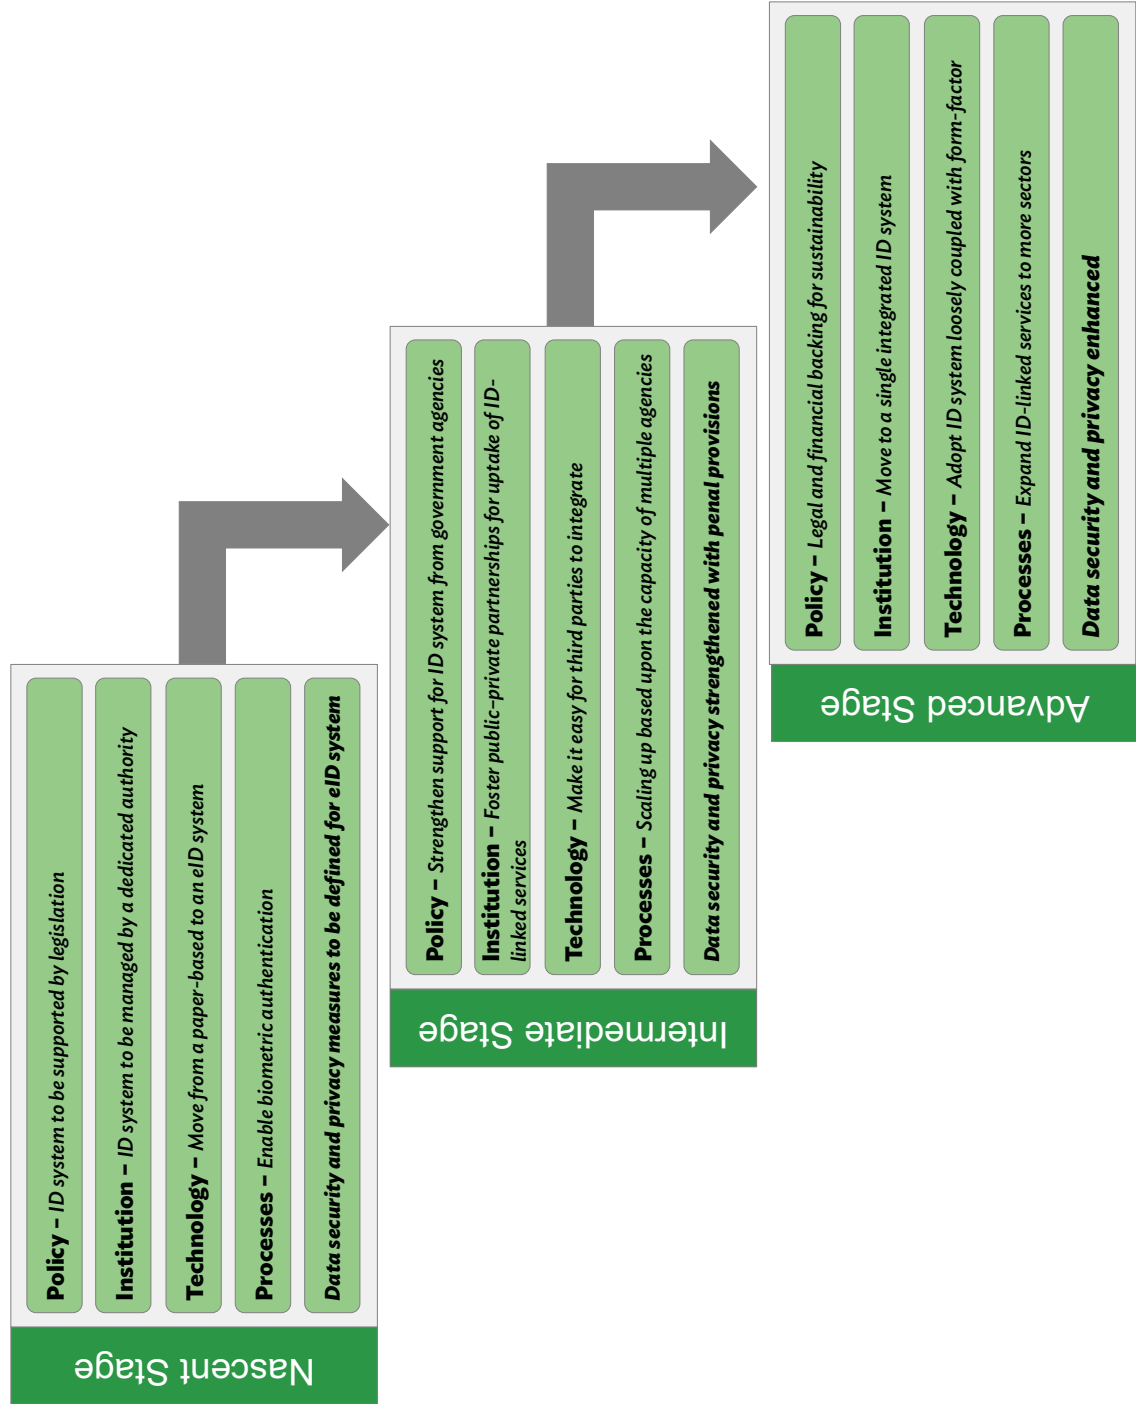 Nascent Stage
Policy – ID system to be supported by legislation
Institution – ID system to be managed by a dedicated authority
Technology – Move from a paper-based to an eID system
Processes – Enable biometric authentication
Data security and privacy measures to be defined for eID system
Intermediate Stage
Policy – Strengthen support for ID system from government agencies
Institution – Foster public–private partnerships for uptake of ID-
linked services
Technology – Make it easy for third parties to integrate
Processes – Scaling up based upon the capacity of multiple agencies
Data security and privacy strengthened with penal provisions
Advanced Stage
Policy – Legal and financial backing for sustainability
Institution – Move to a single integrated ID system
Technology – Adopt ID system loosely coupled with form-factor
Processes – Expand ID-linked services to more sectors
Data security and privacy enhanced